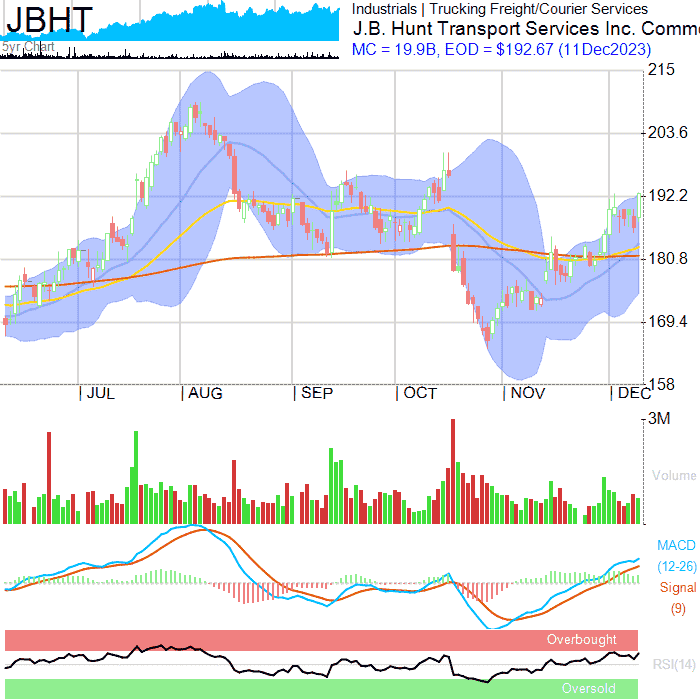 JBHT
5yr Chart
Industrials | Trucking Freight/Courier Services
J.B. Hunt Transport Services Inc. Comm
MC = 19.9B, EOD = $192.67 (11Dec2023)
215
203.6
192.2
180.8
169.4
158
JUL AUG SEP OCT NOV DEC
3M
Volume
MACD
(12-26)
Signal
(9)
Overbought
RSI(14)
Oversold